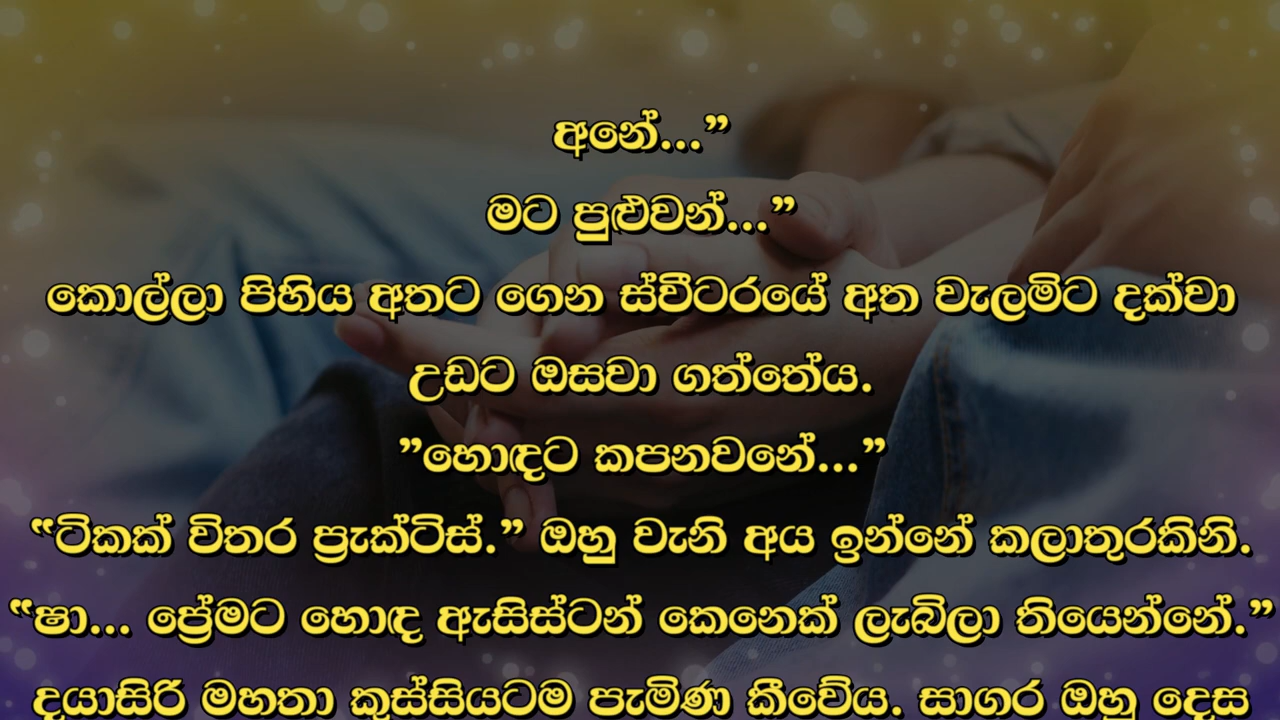 අනේ...”
මට පුළුවන්...”
කොල්ලා පිහිය අතට ගෙන ස්වීටරයේ අත වැලමිට දක්වා
උඩට ඔසවා ගත්තේය.
”හොඳට කපනවනේ...”
“ටිකක් විතර ප්‍රැක්ටිස්.” ඔහු වැනි අය ඉන්නේ කලාතුරකිනි.
“ෂා... ප්‍රේමට හොඳ ඇසිස්ටන් කෙනෙක් ලැබිලා තියෙන්නේ.”
දයාසිරි මහතා කුස්සියටම පැමිණ කීවේය. සාගර ඔහු දෙස